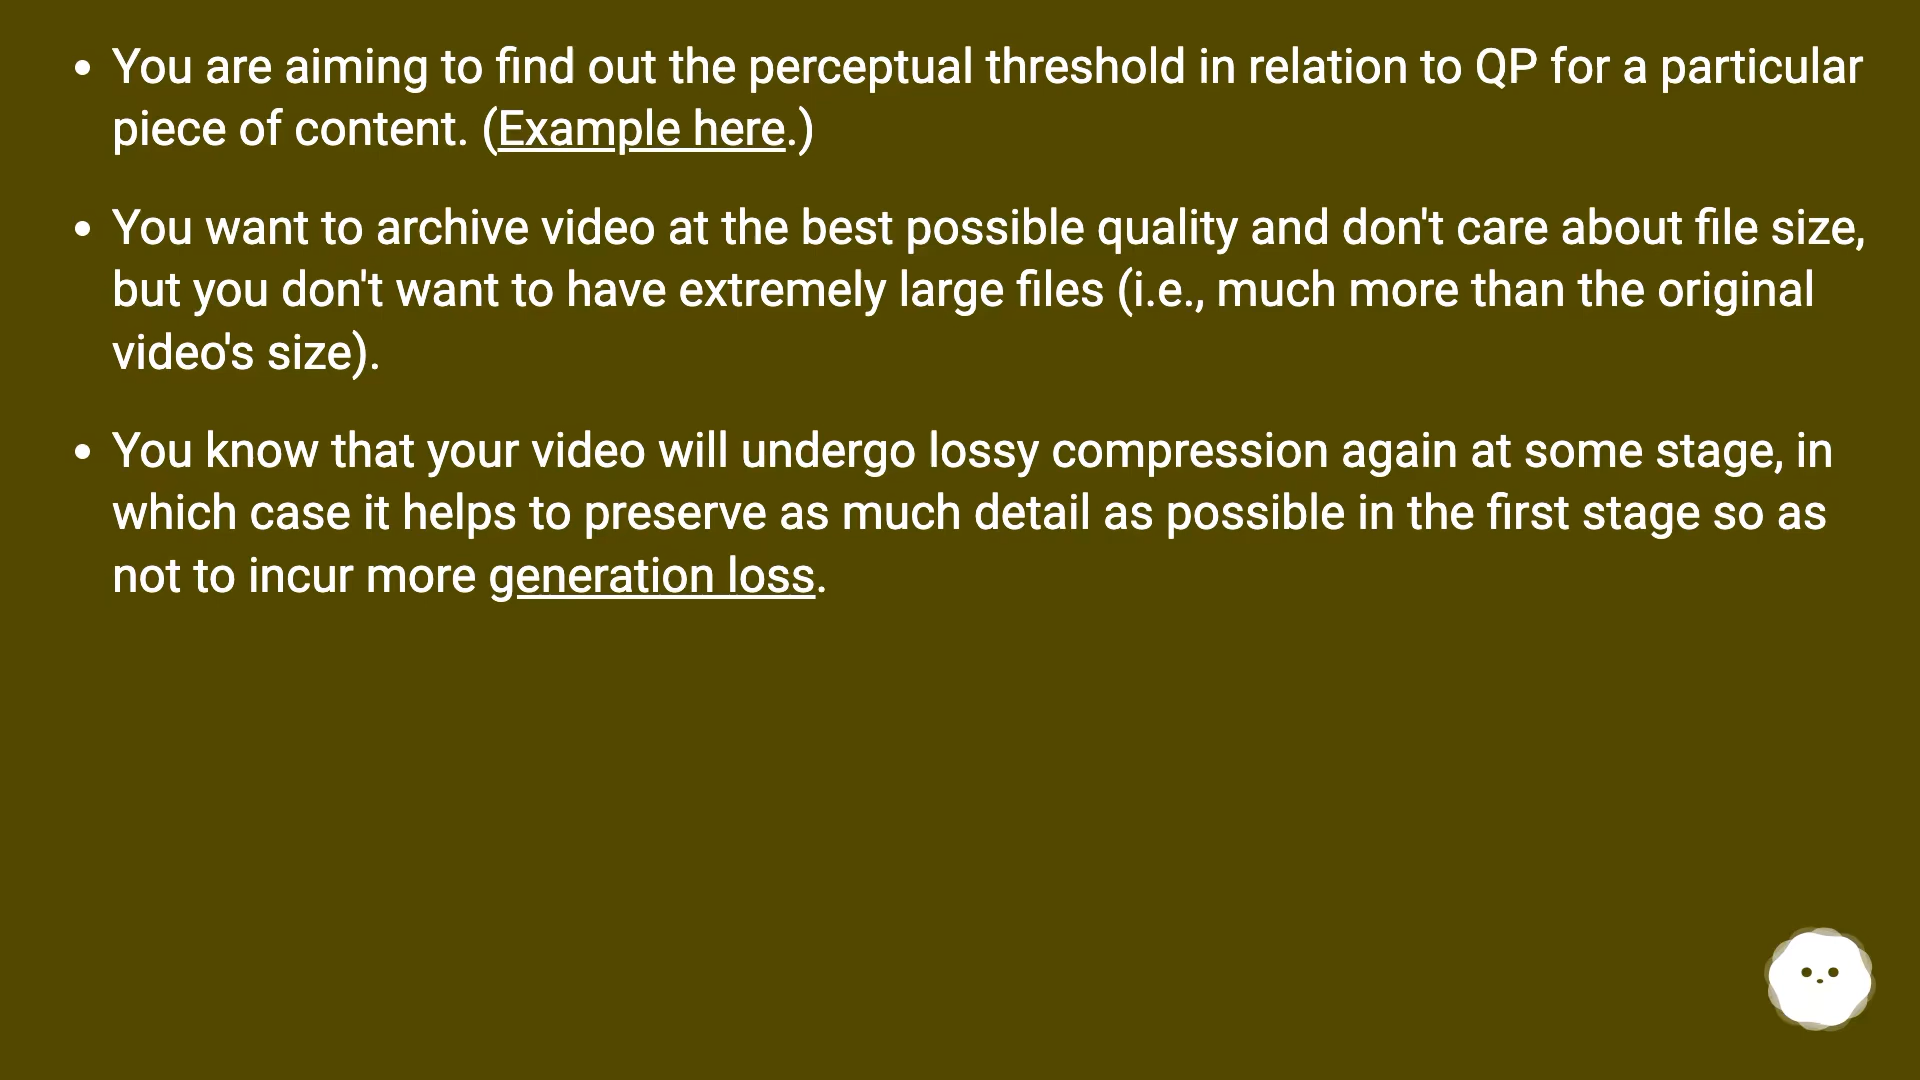 • You are aiming to find out the perceptual threshold in relation to QP for a particular
piece of content. (Example here.)
• You want to archive video at the best possible quality and don't care about file size,
but you don't want to have extremely large files (i.e., much more than the original
video's size).
• You know that your video will undergo lossy compression again at some stage, in
which case it helps to preserve as much detail as possible in the first stage so as
not to incur more generation loss.